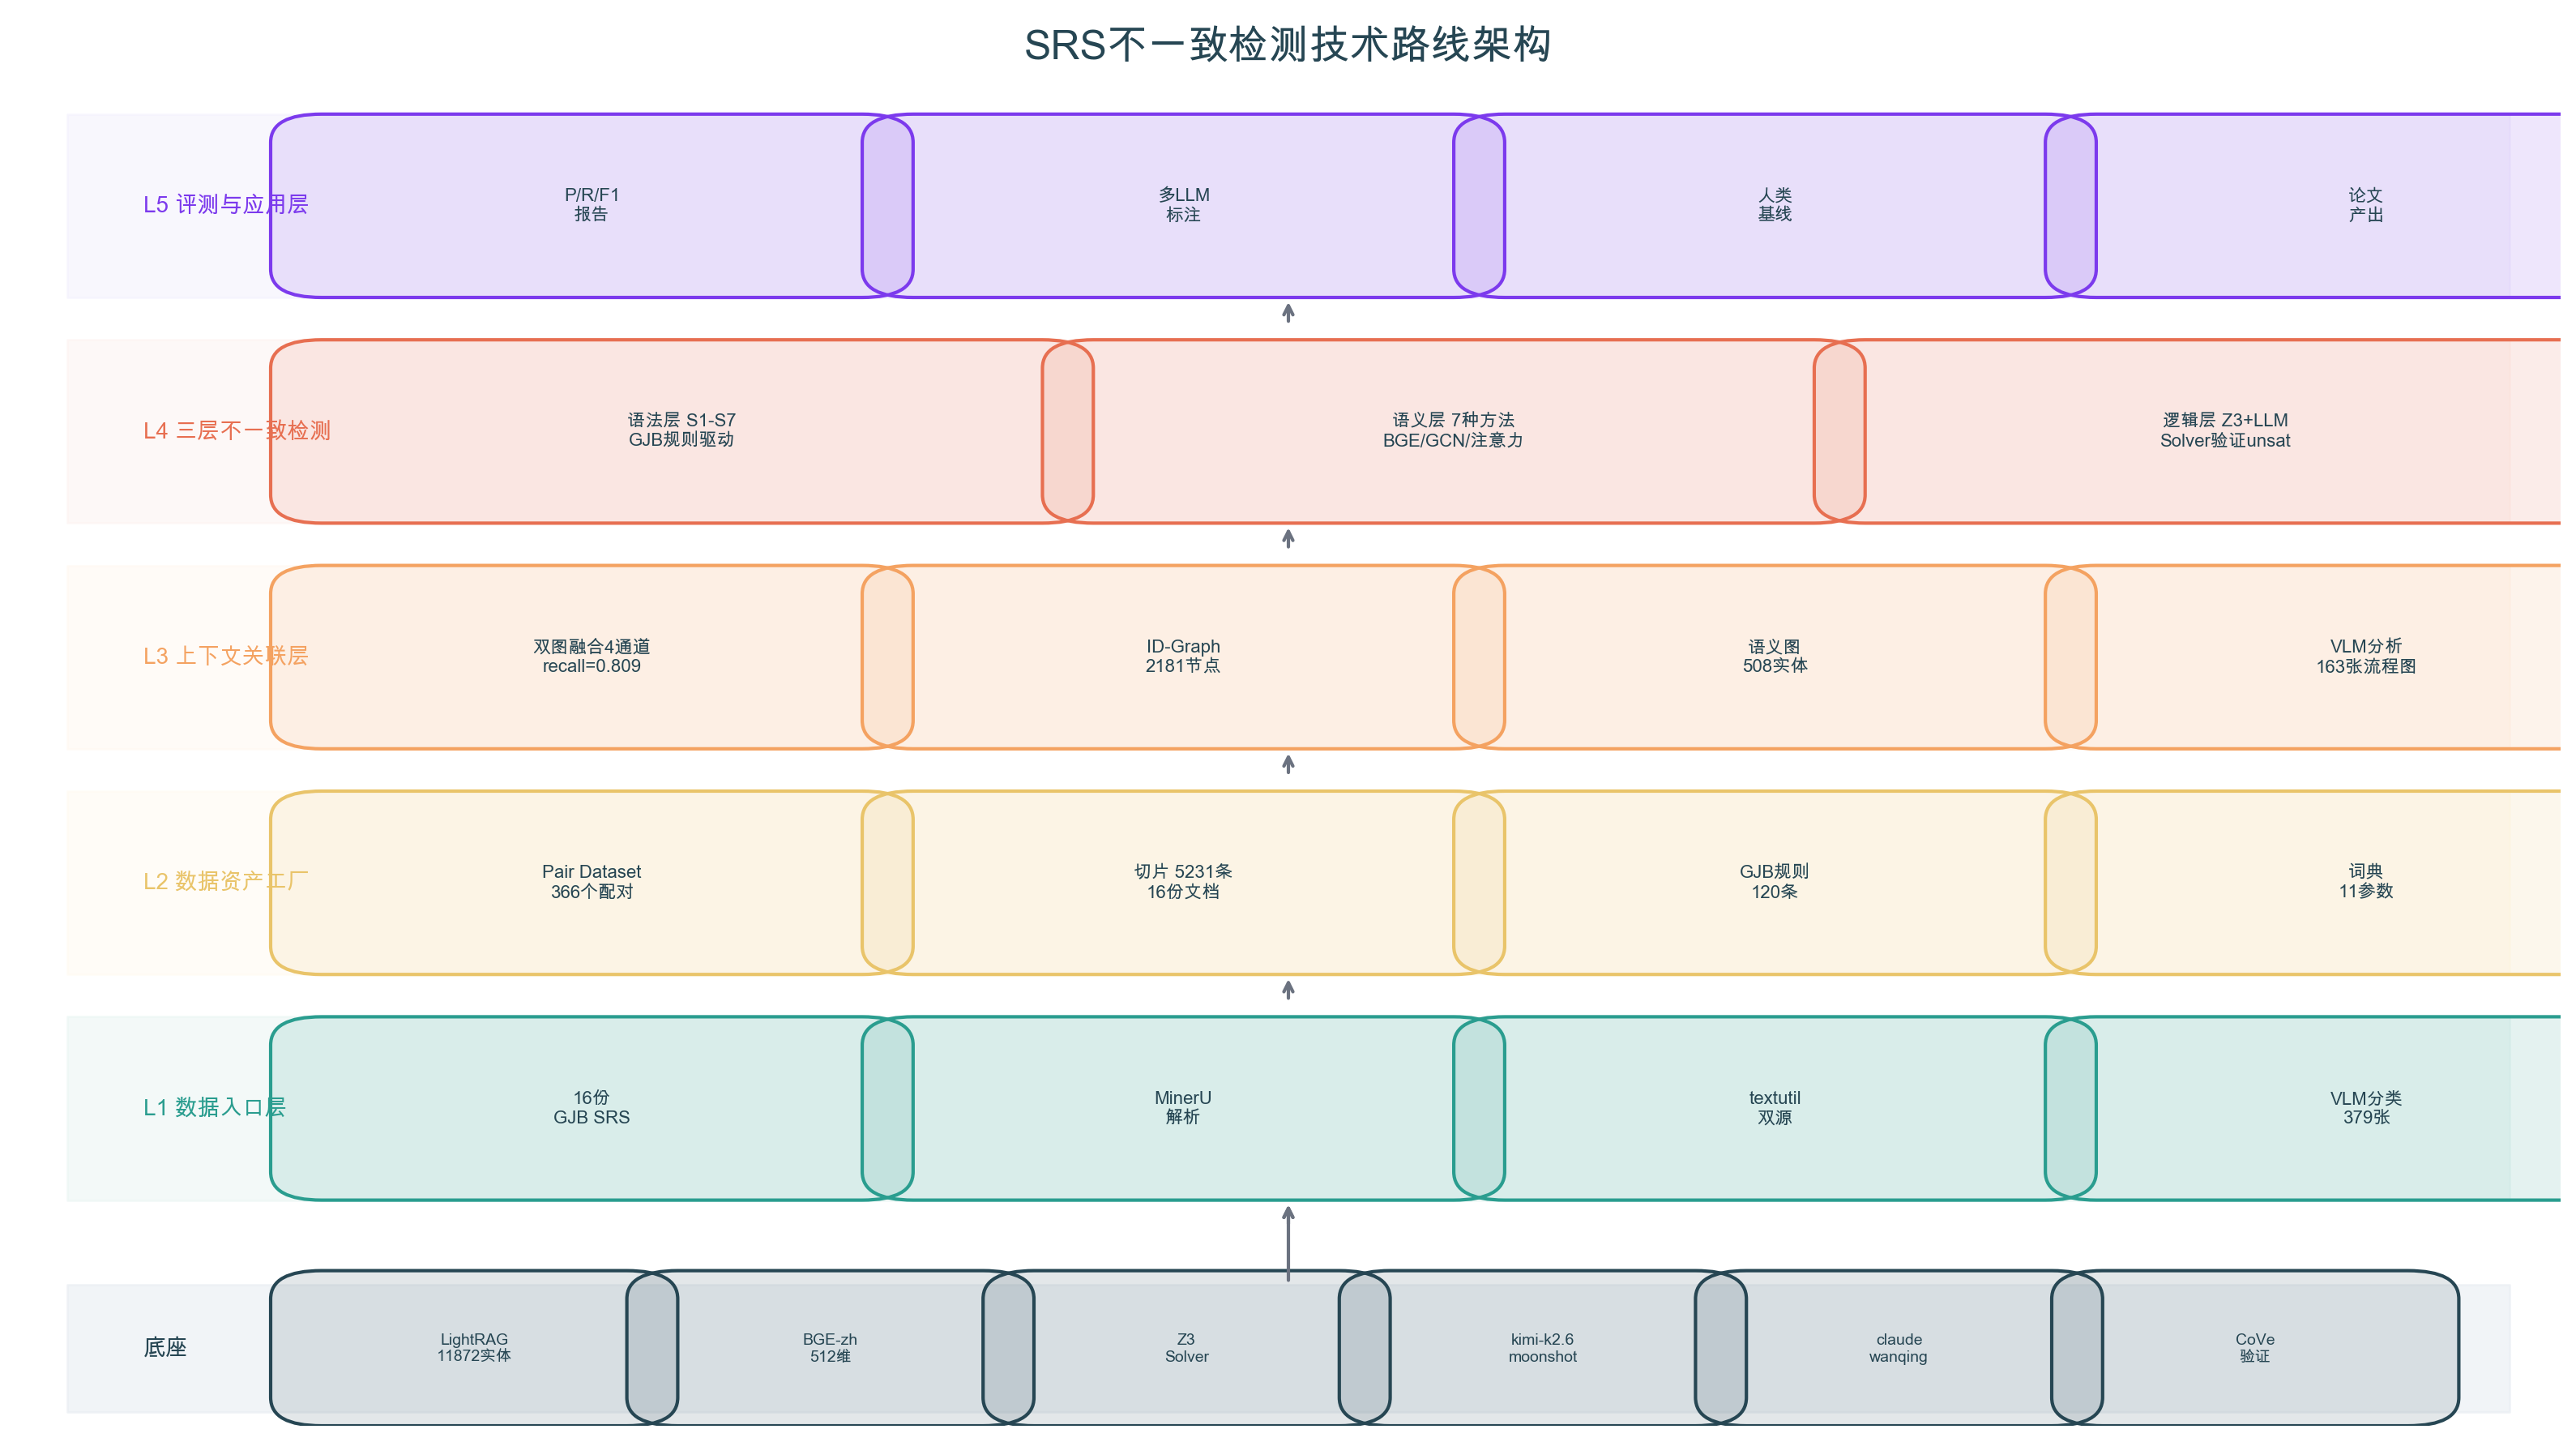 SRS不一致检测技术路线架构
L5 评测与应用层
P/R/F1
报告
多LLM
标注
人类
基线
论文
产出
L4 三层不一致检测
语法层 S1-S7
GJB规则驱动
语义层 7种方法
BGE/GCN/注意力
逻辑层 Z3+LLM
Solver验证unsat
L3 上下文关联层
双图融合4通道
recall=0.809
ID-Graph
2181节点
语义图
508实体
VLM分析
163张流程图
L2 数据资产工厂
Pair Dataset
366个配对
切片 5231条
16份文档
GJB规则
120条
词典
11参数
L1 数据入口层
16份
GJB SRS
MinerU
解析
textutil
双源
VLM分类
379张
底座
LightRAG
11872实体
BGE-zh
512维
Z3
Solver
kimi-k2.6
moonshot
claude
wanqing
CoVe
验证